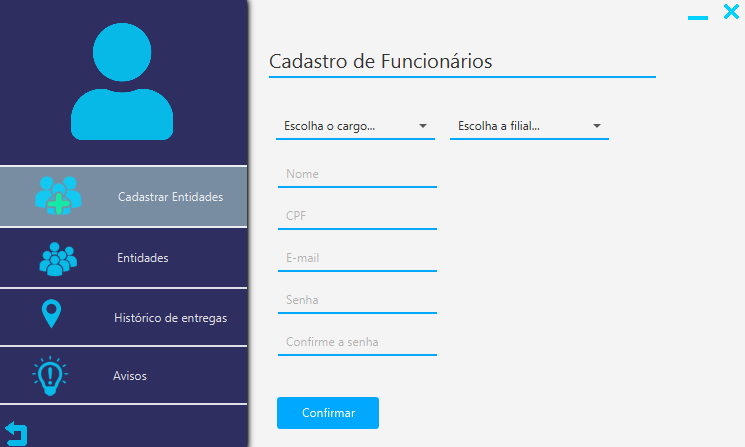 Cadastrar Entidades
Entidades
Histórico de entregas
Avisos
Cadastro de Funcionários
Escolha o cargo... Escolha a filial...
Nome
CPF
E-mail
Senha
Confirme a senha
Confirmar